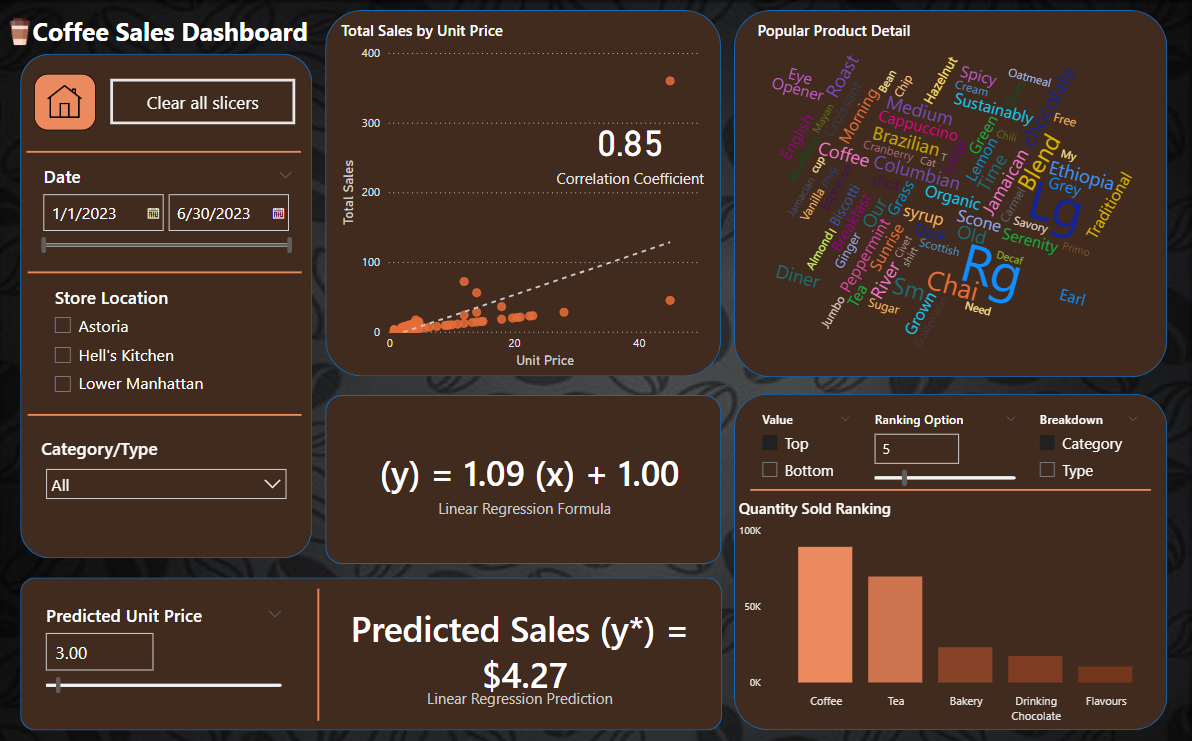 Coffee Sales Dashboard
Clear all slicers
Date
1/1/2023
6/30/2023
Store Location
Astoria
Hell's Kitchen
Lower Manhattan
Category/Type
All
Total Sales by Unit Price
400
300
200
100
0
Total Sales
0
20
40
Unit Price
0.85
Correlation Coefficient
Popular Product Detail
Eye
Opener
Roast
Bean
Chip
Hazelnut
Spicy
Cream
Oatmeal
chocolate
Sustainably
Free
Morning
Medium
Cappuccino
Green
Chili
Mayan
Croissant
English
Brazilian
T
Lemon
Time
Blend
My
Coffee
Cranberry
Cat
Columbian
Jamaican
Ethiopia
Grey
cup
Jamacian
Vanilla
Biscotti
Grass
Organic
Carmel
Lg
Traditional
Breakfast
Our
syrup
Scone
Savory
Almond
Ginger
Peppermint
Sunrise
Civet
shirt
Dark
Scottish
Old
Serenity
Primo
Decaf
Diner
River
Sm
Chai
Rg
Earl
Jumbo
Tea
Sugar
Grown
Need
(y) = 1.09 (x) + 1.00
Linear Regression Formula
Value
Top
Bottom
Ranking Option
5
Breakdown
Category
Type
Quantity Sold Ranking
100K
50K
0K
Coffee
Tea
Bakery
Drinking
Chocolate
Flavours
Predicted Unit Price
3.00
Predicted Sales (y*) =
$4.27
Linear Regression Prediction